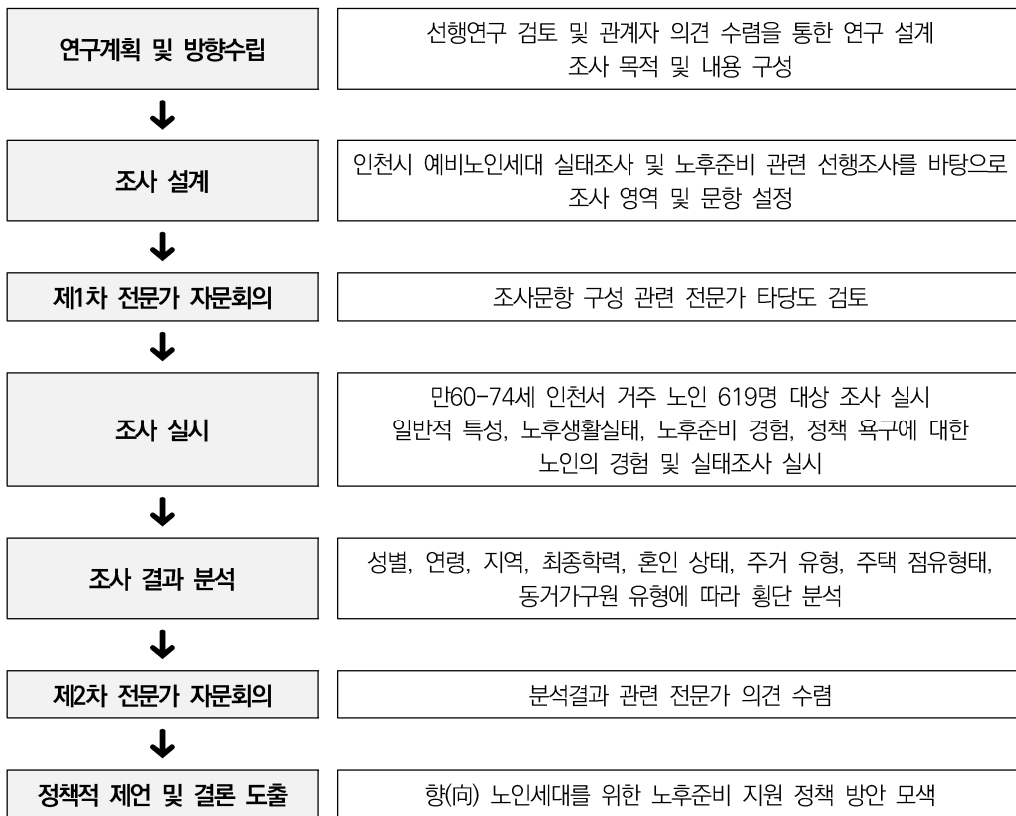 연구계획 및 방향수립
선행연구 검토 및 관계자 의견 수렴을 통한 연구 설계
조사 목적 및 내용 구성
조사 설계
인천시 예비노인세대 실태조사 및 노후준비 관련 선행조사를 바탕으로
조사 영역 및 문항 설정
제1차 전문가 자문회의
조사문항 구성 관련 전문가 타당도 검토
조사 실시
만60-74세 인천서 거주 노인 619명 대상 조사 실시
일반적 특성, 노후생활실태, 노후준비 경험, 정책 욕구에 대한
노인의 경험 및 실태조사 실시
조사 결과 분석
성별, 연령, 지역, 최종학력, 혼인 상태, 주거 유형, 주택 점유형태,
동거가구원 유형에 따라 횡단 분석
제2차 전문가 자문회의
분석결과 관련 전문가 의견 수렴
정책적 제언 및 결론 도출
향(向) 노인세대를 위한 노후준비 지원 정책 방안 모색